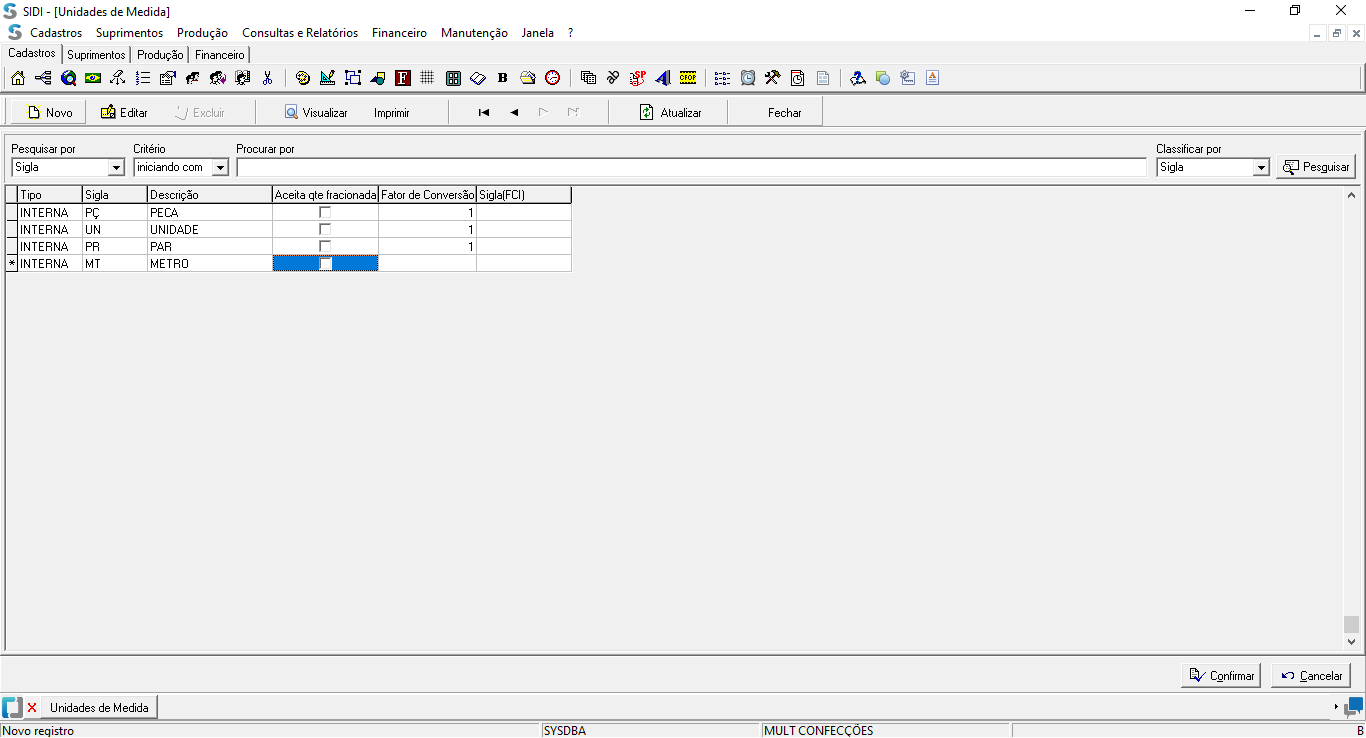 SIDI - [Unidades de Medida]
Cadastros Suprimentos Produção Consultas e Relatórios Financeiro Manutenção Janela ?
Cadastros Suprimentos Produção Financeiro
F B SP CFOP A
Novo Editar Excluir Visualizar Imprimir Atualizar Fechar
Pesquisar por Critério Procurar por Classificar por
Sigla iniciando com Sigla Pesquisar
Tipo Sigla Descrição Aceita qte fracionada Fator de Conversão Sigla(FCI)
INTERNA PÇ PECA 1
INTERNA UN UNIDADE 1
INTERNA PR PAR 1
* INTERNA MT METRO
Confirmar Cancelar
Unidades de Medida
Novo registro SYSDBA MULT CONFECÇÕES B